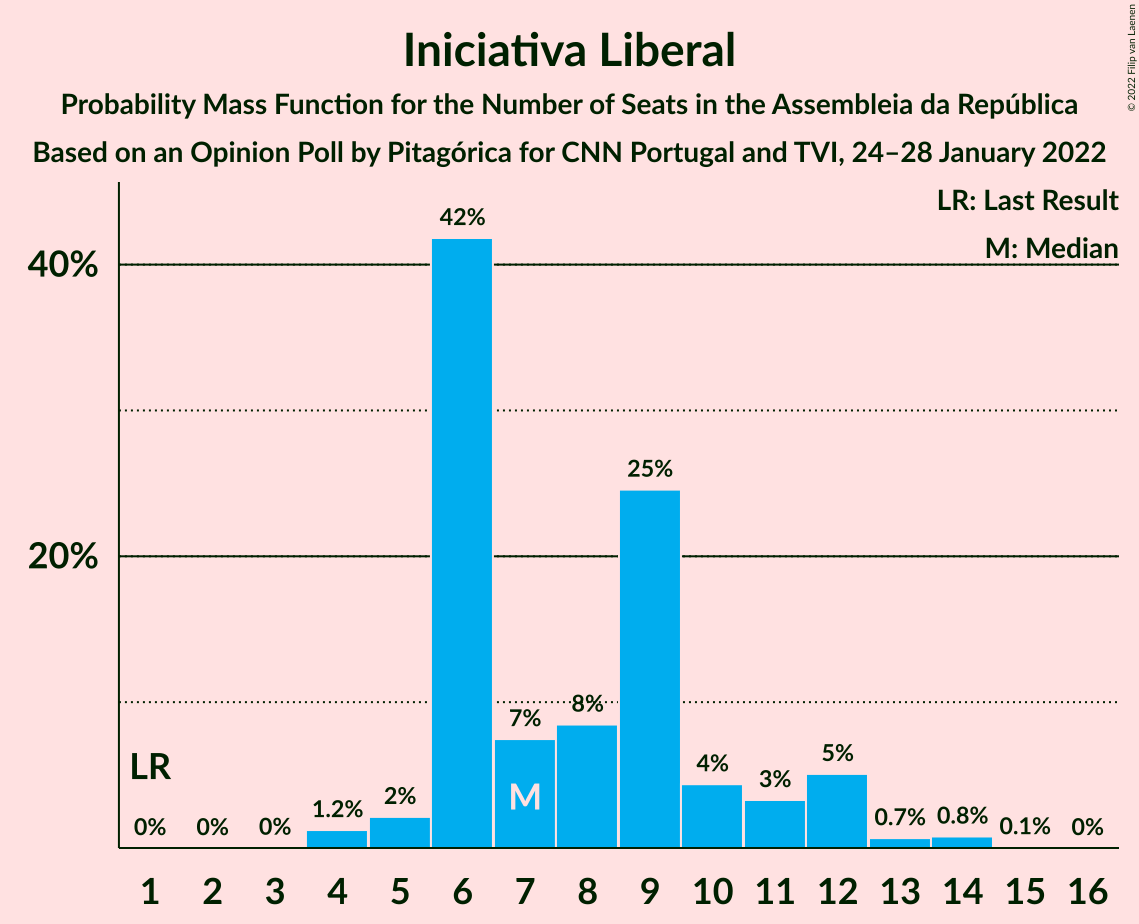 Iniciativa Liberal
Probability Mass Function for the Number of Seats in the Assembleia da República
Based on an Opinion Poll by Pitagórica for CNN Portugal and TVI, 24–28 January 2022
© 2022 Filip van Laenen
LR: Last Result
M: Median
40%
20%
42%
25%
8%
7%
5%
4%
3%
2%
1.2%
0.7%
0.8%
0.1%
0%
0%
0%
0%
LR
M
1 2 3 4 5 6 7 8 9 10 11 12 13 14 15 16